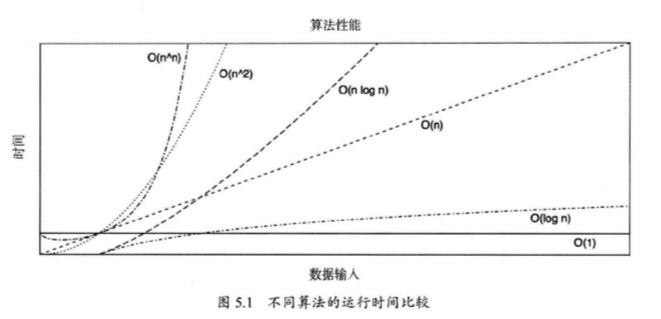 算法性能
O(n^n)
O(n^2)
O(n log n)
O(n)
时间
O(log n)
O(1)
数据输入
图 5.1 不同算法的运行时间比较